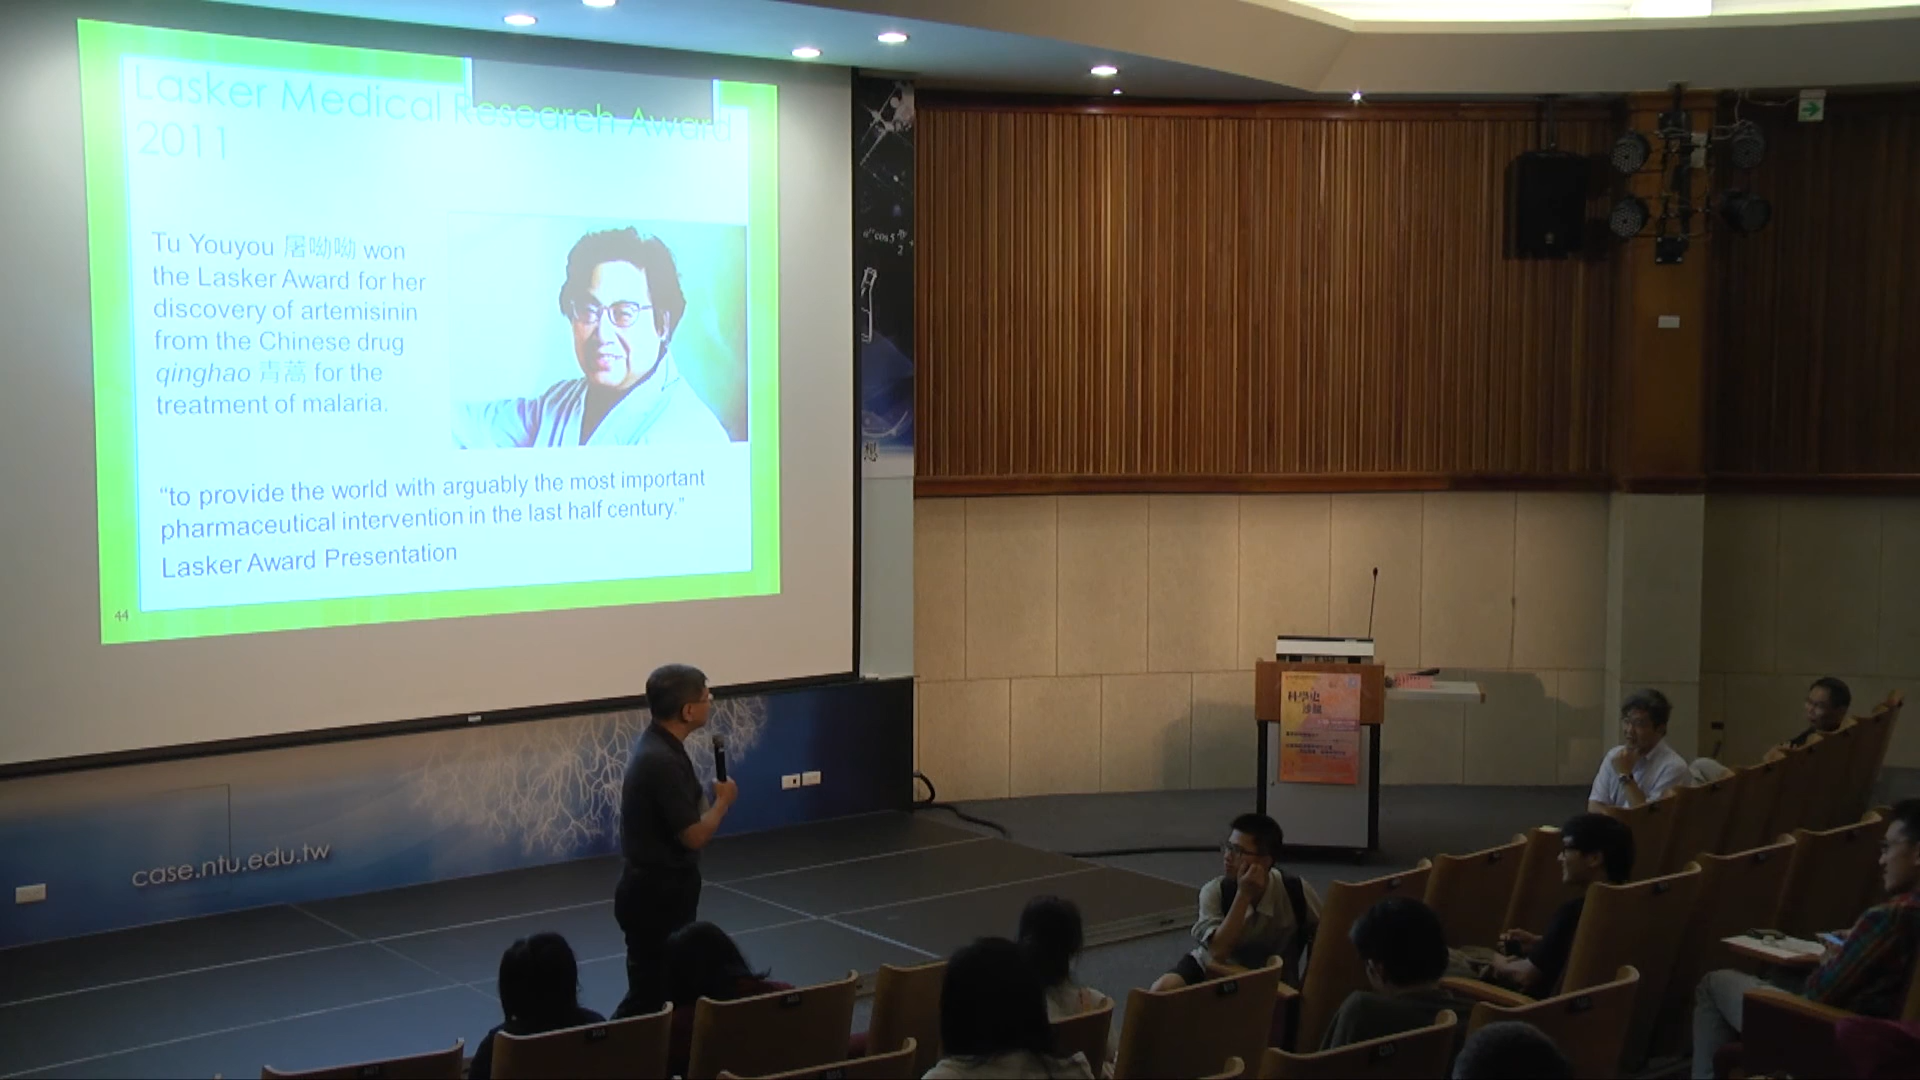 Lasker Medical Research Award
2011
Tu Youyou 屠呦呦 won
the Lasker Award for her
discovery of artemisinin
from the Chinese drug
qinghao 青蒿 for the
treatment of malaria.
“to provide the world with arguably the most important
pharmaceutical intervention in the last half century.”
Lasker Award Presentation
44
case.ntu.edu.tw
科學史
沙龍
想